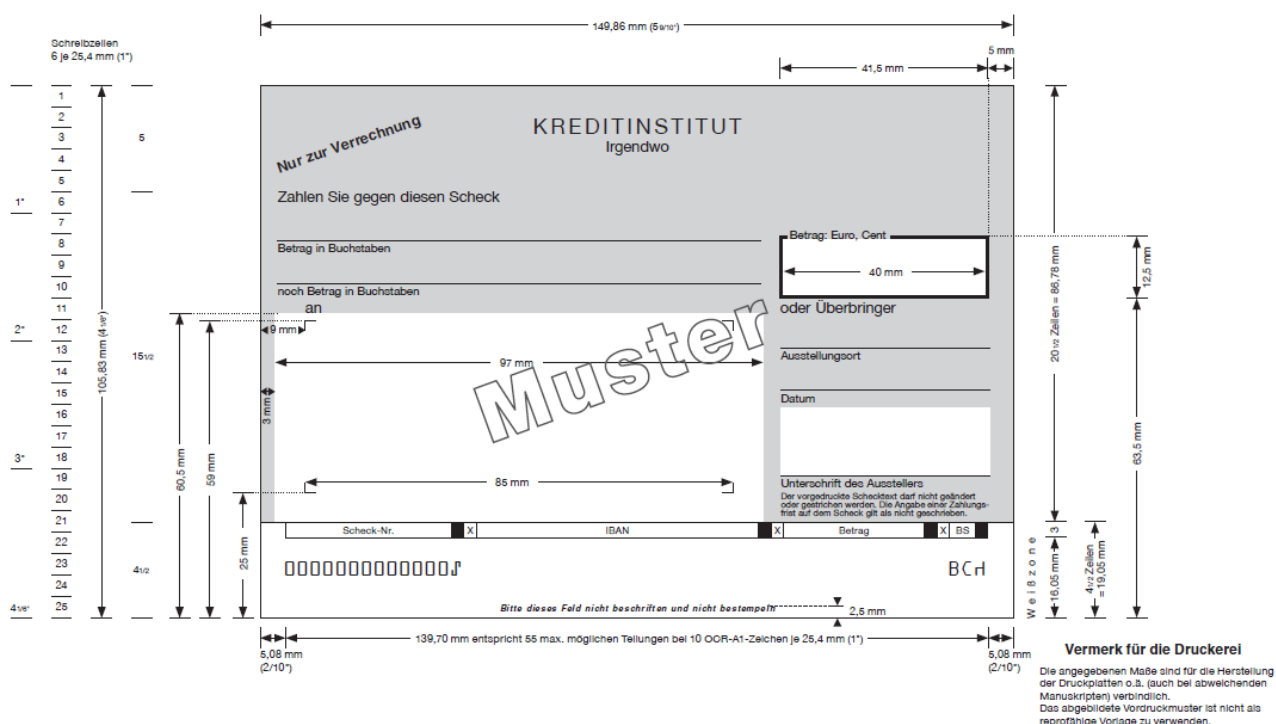 149,86 mm (5 9/10")
Schreibzeilen
6 je 25,4 mm (1")
5 mm
41,5 mm
1
2
3
4
5
6
7
8
9
10
11
12
13
14
15
16
17
18
19
20
21
22
23
24
25
1"
2"
3"
4 1/6"
105,83 mm (4 1/6")
5
15 1/2
4 1/2
Nur zur Verrechnung
KREDITINSTITUT
Irgendwo
Zahlen Sie gegen diesen Scheck
Betrag in Buchstaben
Betrag: Euro, Cent
40 mm
noch Betrag in Buchstaben
an
oder Überbringer
9 mm
97 mm
Muster
Ausstellungsort
Datum
3 mm
60,5 mm
59 mm
85 mm
25 mm
Unterschrift des Ausstellers
Der vorgedruckte Schecktext darf nicht geändert
oder gestrichen werden. Die Angabe einer Zahlungs-
frist auf dem Scheck gilt als nicht geschrieben.
Scheck-Nr. X IBAN X Betrag X BS
Bitte dieses Feld nicht beschriften und nicht bestempeln
2,5 mm
20 1/2 Zeilen = 86,78 mm
12,5 mm
63,5 mm
Weißzone
3
16,05 mm
4 1/2 Zeilen
= 19,05 mm
139,70 mm entspricht 55 max. möglichen Teilungen bei 10 OCR-A1-Zeichen je 25,4 mm (1")
5,08 mm
(2/10")
5,08 mm
(2/10")
Vermerk für die Druckerei
Die angegebenen Maße sind für die Herstellung
der Druckplatten o.ä. (auch bei abweichenden
Manuskripten) verbindlich.
Das abgebildete Vordruckmuster ist nicht als
reprofähige Vorlage zu verwenden.